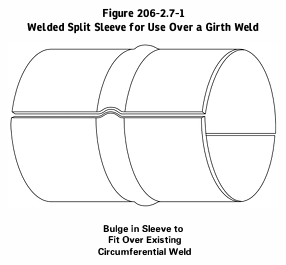 Figure 206-2.7-1
Welded Split Sleeve for Use Over a Girth Weld
Bulge in Sleeve to
Fit Over Existing
Circumferential Weld